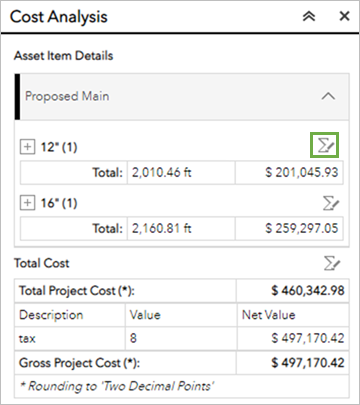 Cost Analysis
Asset Item Details
Proposed Main
12" (1)
Total: 2,010.46 ft $ 201,045.93
16" (1)
Total: 2,160.81 ft $ 259,297.05
Total Cost
Total Project Cost (*): $ 460,342.98
Description Value Net Value
tax 8 $ 497,170.42
Gross Project Cost (*): $ 497,170.42
* Rounding to 'Two Decimal Points'